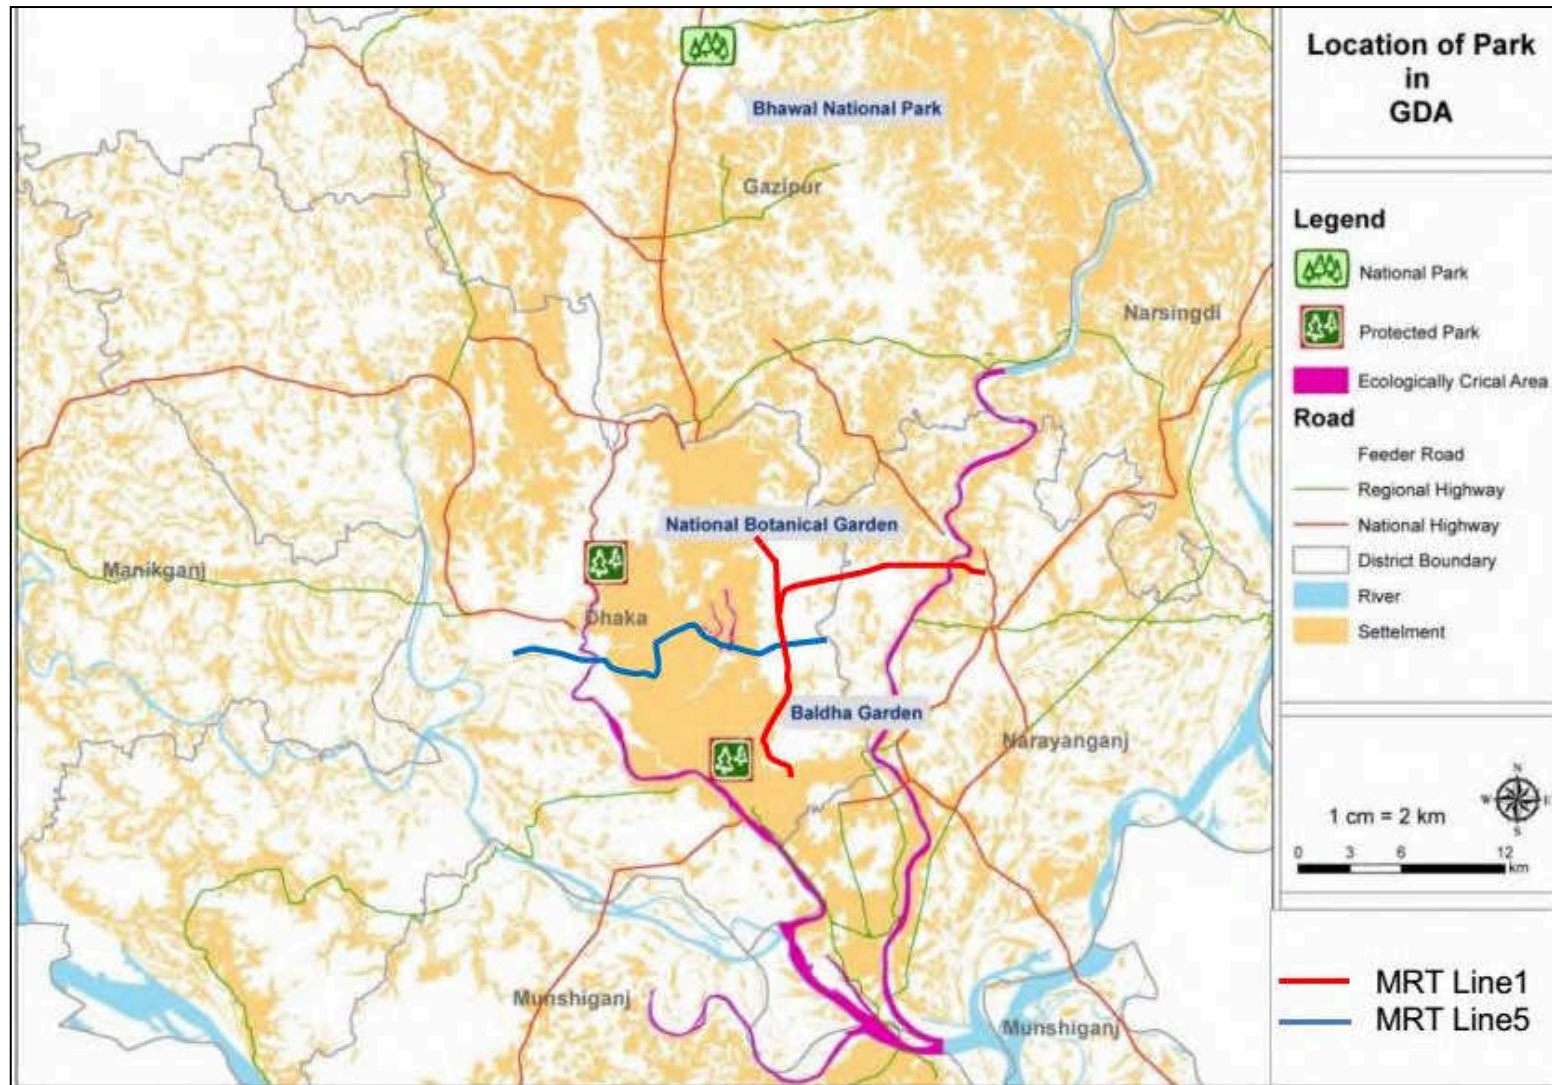 Location of Park
in
GDA
Legend
National Park
Protected Park
Ecologically Crical Area
Road
Feeder Road
Regional Highway
National Highway
District Boundary
River
Settelment
1 cm = 2 km
N
W
E
S
0 3 6 12
km
MRT Line1
MRT Line5
Bhawal National Park
Gazipur
Narsingdi
National Botanical Garden
Manikganj
Dhaka
Baldha Garden
Narayanganj
Munshiganj
Munshiganj